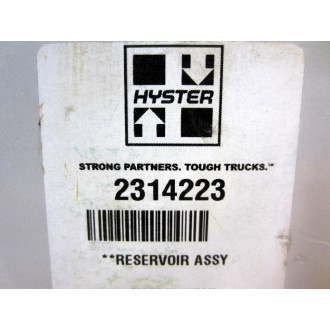 HYSTER
STRONG PARTNERS. TOUGH TRUCKS.™
2314223
**RESERVOIR ASSY